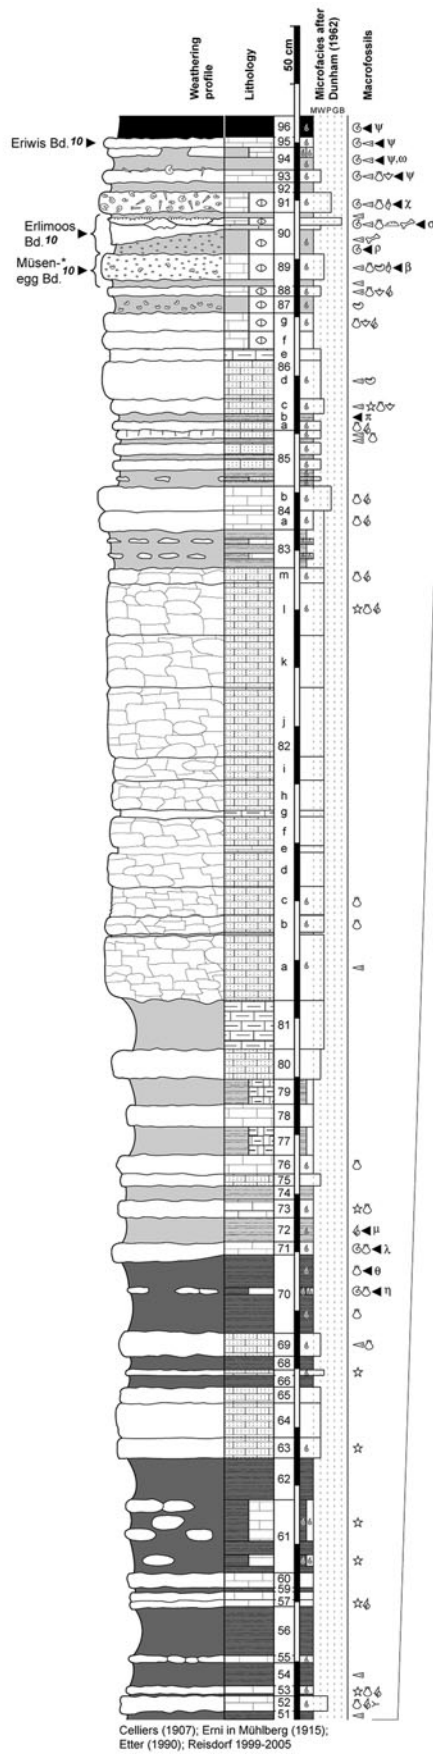 Weathering
profile
Lithology
50 cm
Microfacies after
Dunham (1962)
Macrofossils
MWPGB
96 ψ
Eriwis Bd.10 95 ψ
94 ψ,ω
93 ψ
92
91 χ
Erlimoos
Bd.10
90 σ
ρ
Müsen-*
egg Bd.10
89 β
88
87
g
f
e
86
d
c
b π
a
85
b
84
a
83
m
l
k
j
82
i
h
g
f
e
d
c
b
a
81
80
79
78
77
76
75
74
73
72 μ
71 λ
θ
70 η
69
68
66
65
64
63
62
61
60
59
57
56
55
54
53
52
51
Celliers (1907); Erni in Mühlberg (1915);
Etter (1990); Reisdorf 1999-2005